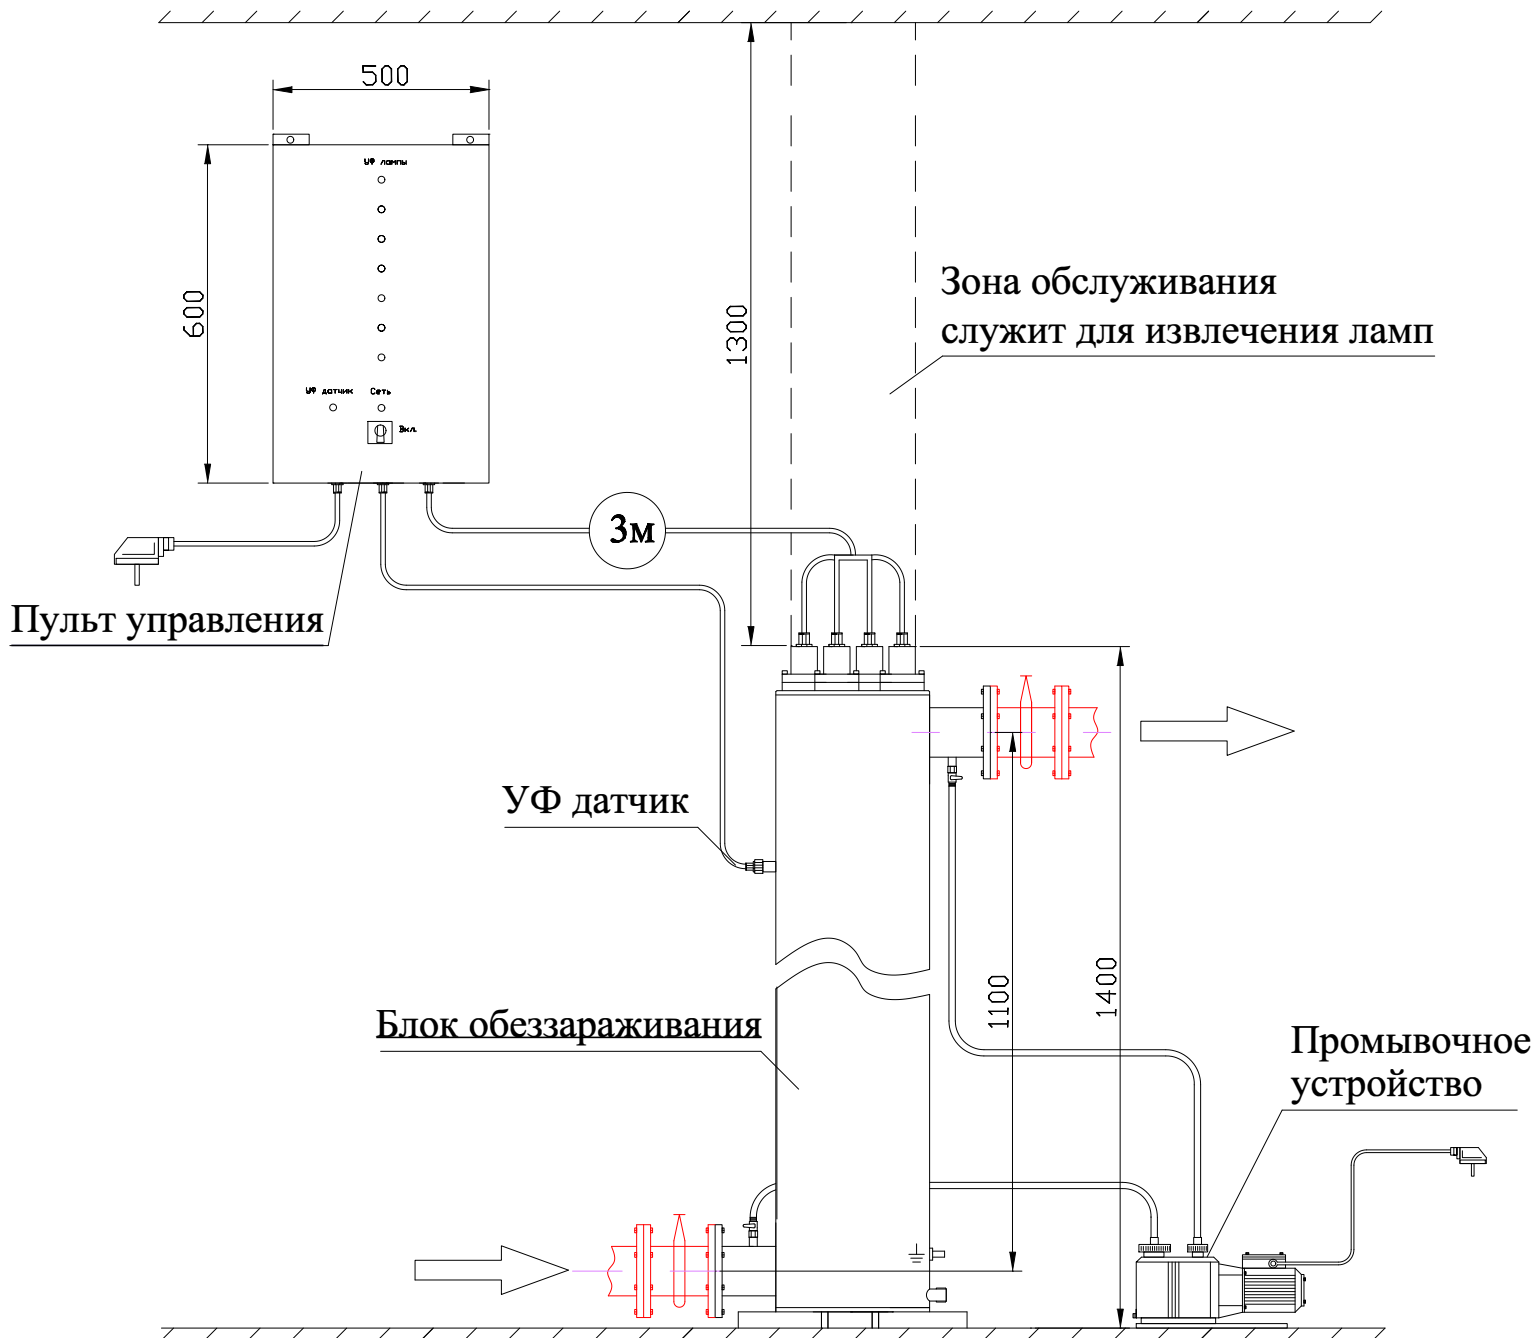 500
УФ лампы
600
УФ датчик
Сеть
Вкл.
1300
Зона обслуживания
служит для извлечения ламп
3м
Пульт управления
УФ датчик
Блок обеззараживания
1100
1400
Промывочное
устройство